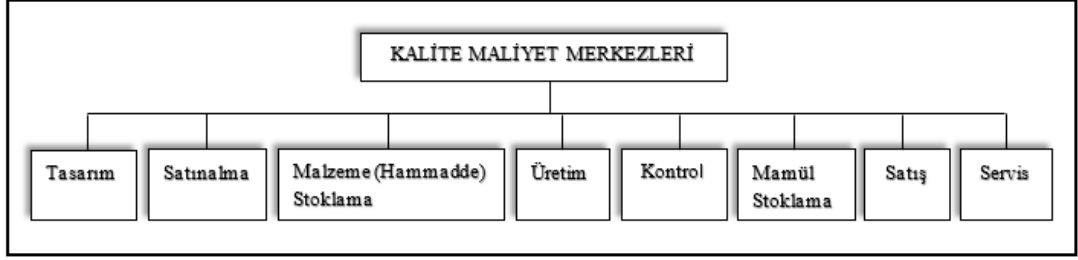 KALİTE MALİYET MERKEZLERİ
Tasarım
Satınalma
Malzeme (Hammadde)
Stoklama
Üretim
Kontrol
Mamül
Stoklama
Satış
Servis